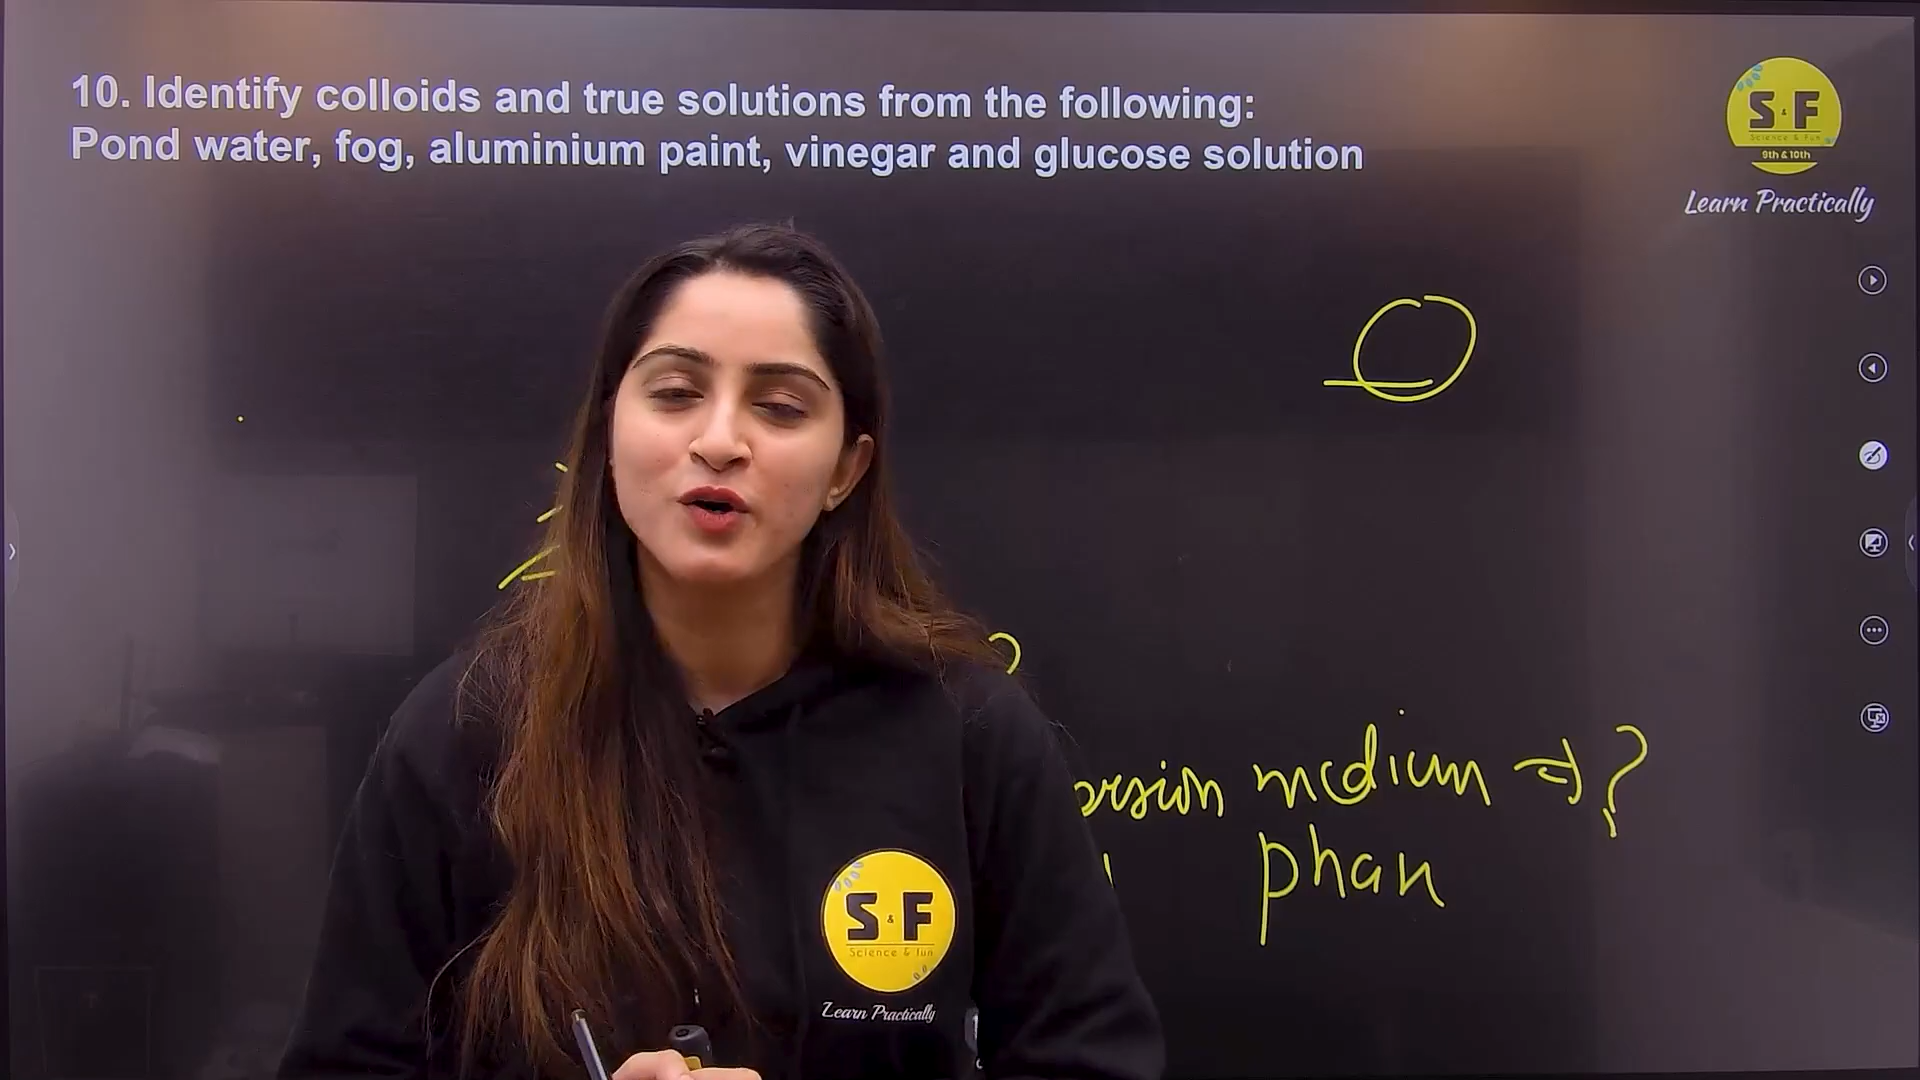 10. Identify colloids and true solutions from the following:
Pond water, fog, aluminium paint, vinegar and glucose solution
S & F
Science & Fun
9th & 10th
Learn Practically
?
ersion medium → ?
phan
S & F
Science & fun
Learn Practically